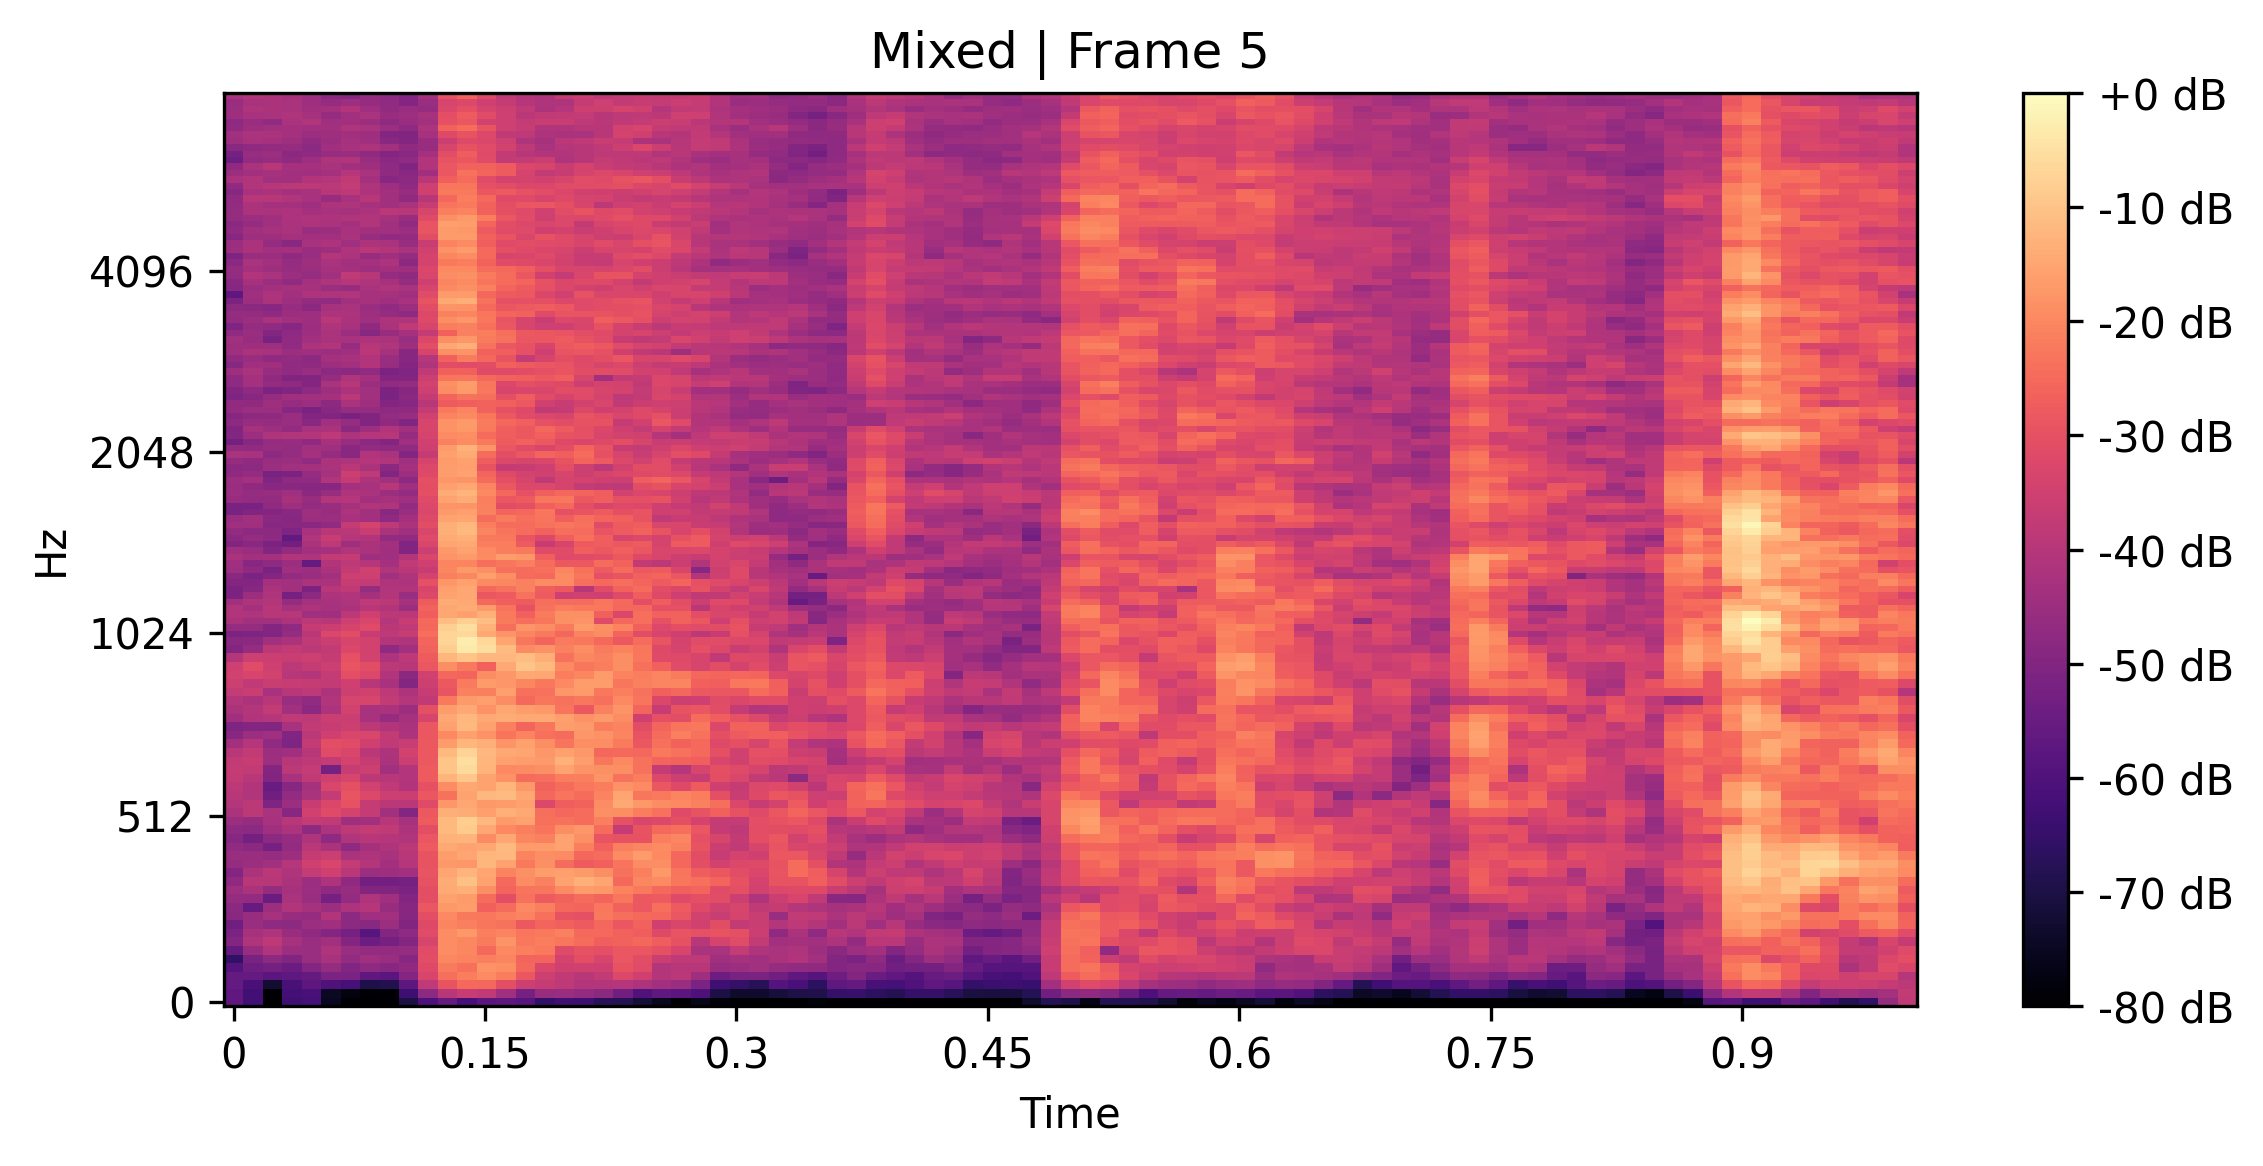 Mixed | Frame 5
Hz
4096
2048
1024
512
0
0 0.15 0.3 0.45 0.6 0.75 0.9
Time
+0 dB
-10 dB
-20 dB
-30 dB
-40 dB
-50 dB
-60 dB
-70 dB
-80 dB